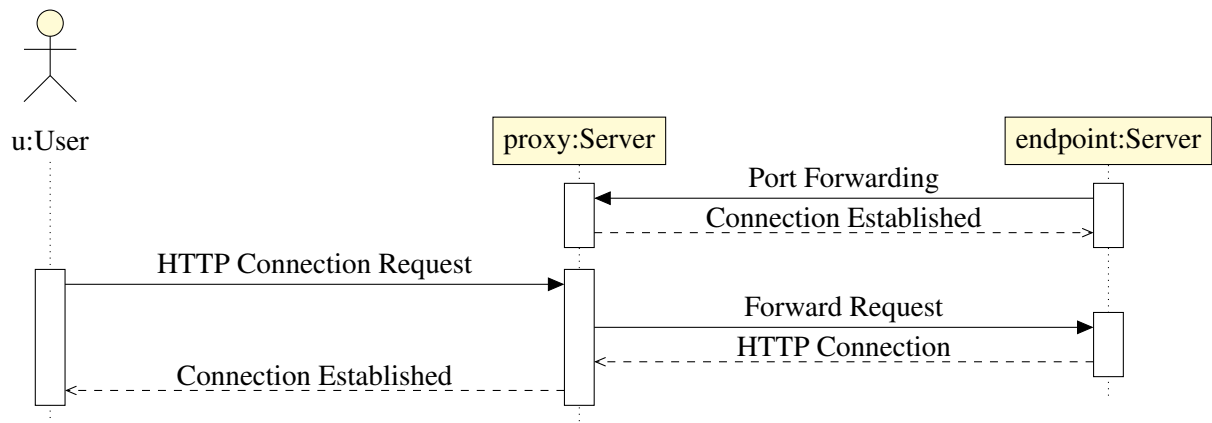 u:User
proxy:Server
endpoint:Server
Port Forwarding
Connection Established
HTTP Connection Request
Forward Request
HTTP Connection
Connection Established